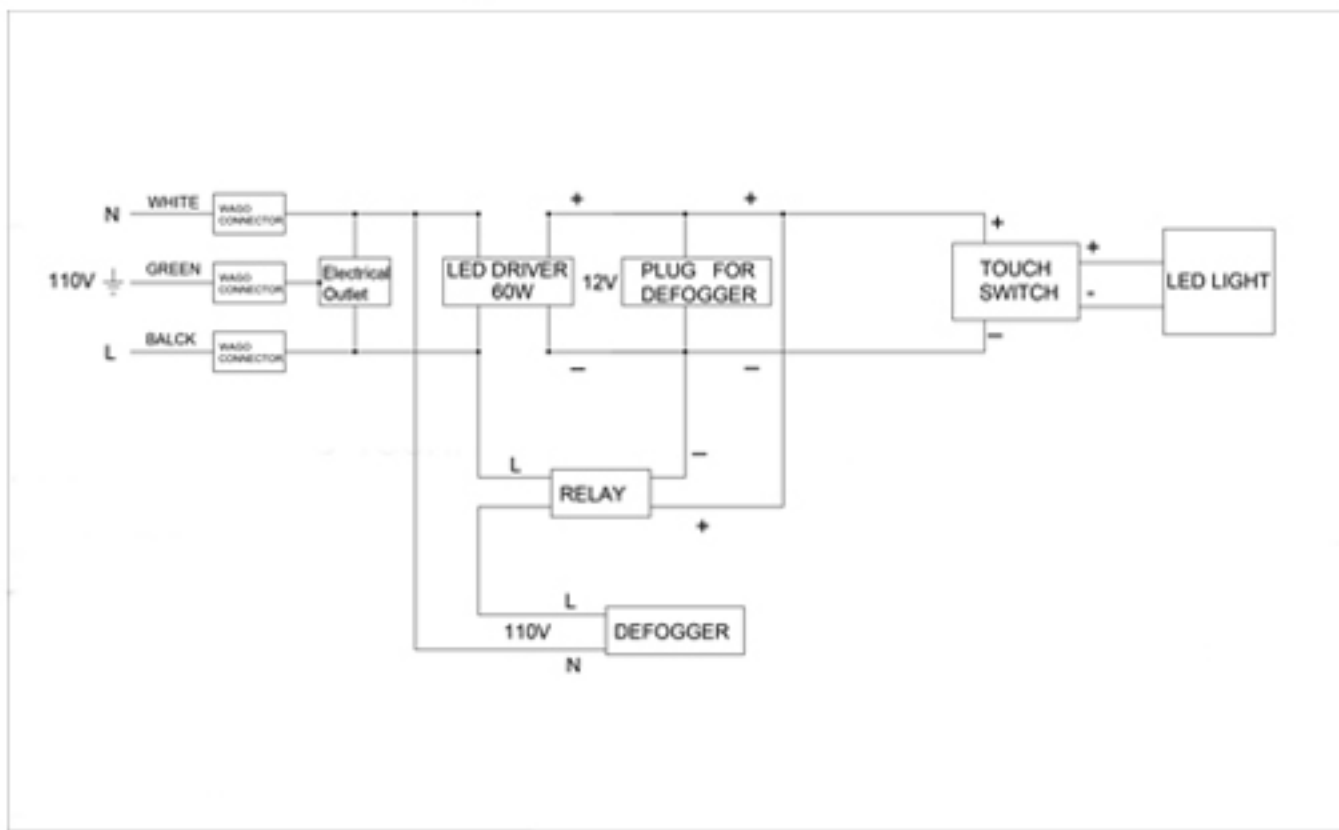 N
WHITE
WAGO
CONNECTOR
110V
GREEN
WAGO
CONNECTOR
L
BALCK
WAGO
CONNECTOR
Electrical
Outlet
LED DRIVER
60W
+
-
12V
PLUG FOR
DEFOGGER
+
-
+
TOUCH
SWITCH
-
+
-
LED LIGHT
L
RELAY
-
+
L
110V
N
DEFOGGER